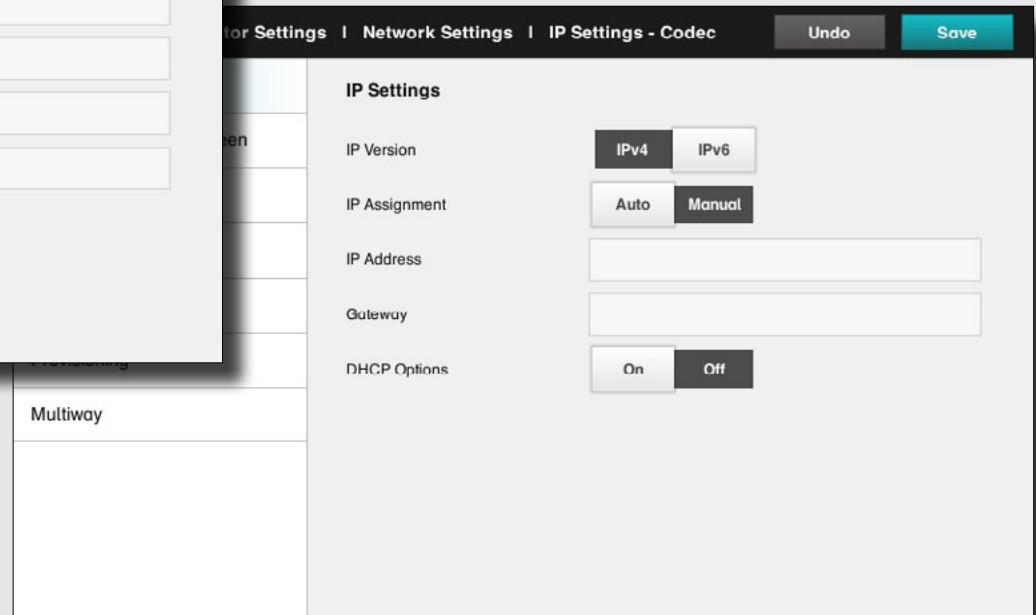 Settings | Network Settings | IP Settings - Codec
Undo
Save
IP Settings
IP Version
IPv4
IPv6
IP Assignment
Auto
Manual
IP Address
Gateway
DHCP Options
On
Off
Provisioning
Multiway